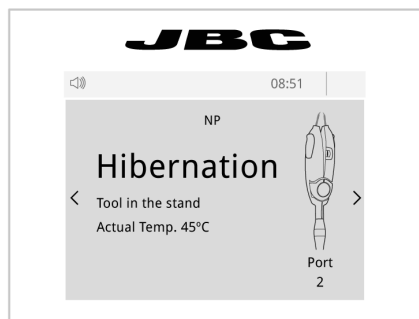 JBC
08:51
NP
Hibernation
Tool in the stand
Actual Temp. 45ºC
Port
2